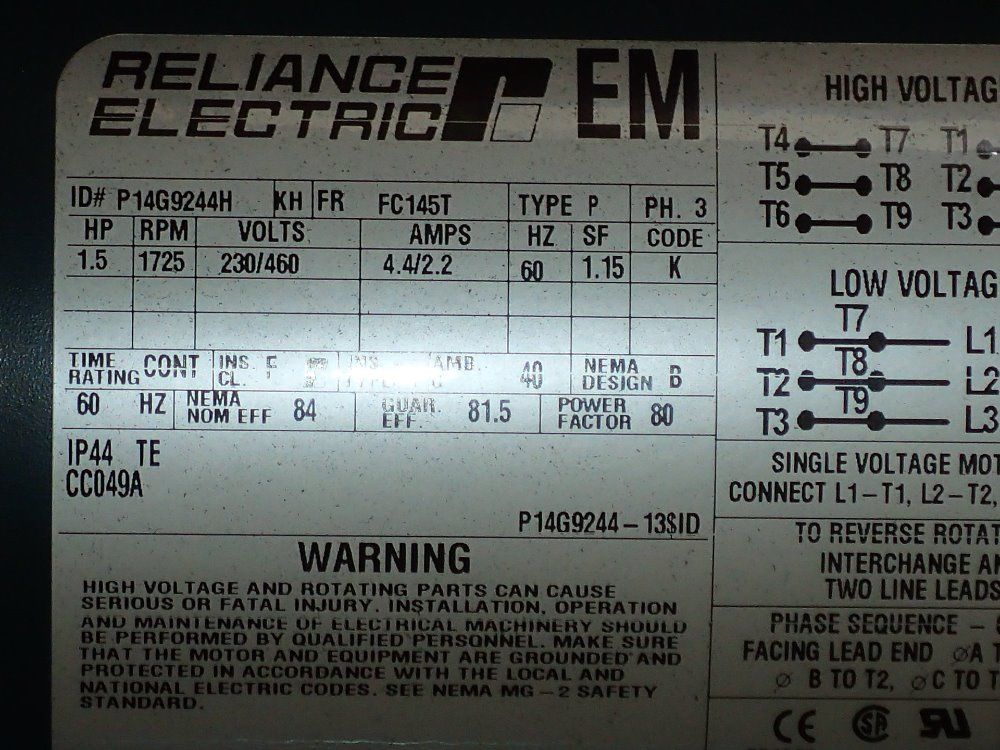 RELIANCE
ELECTRIC
EM
ID# P14G9244H KH FR FC145T TYPE P PH. 3
HP RPM VOLTS AMPS HZ SF CODE
1.5 1725 230/460 4.4/2.2 60 1.15 K
TIME RATING CONT INS. CL. F INS. AMB. 40 NEMA DESIGN B
60 HZ NEMA NOM EFF 84 GUAR. EFF. 81.5 POWER FACTOR 80
IP44 TE
CC049A
P14G9244-13$ID
WARNING
HIGH VOLTAGE AND ROTATING PARTS CAN CAUSE
SERIOUS OR FATAL INJURY. INSTALLATION, OPERATION
AND MAINTENANCE OF ELECTRICAL MACHINERY SHOULD
BE PERFORMED BY QUALIFIED PERSONNEL. MAKE SURE
THAT THE MOTOR AND EQUIPMENT ARE GROUNDED AND
PROTECTED IN ACCORDANCE WITH THE LOCAL AND
NATIONAL ELECTRIC CODES. SEE NEMA MG-2 SAFETY
STANDARD.
HIGH VOLTAG
T4 T7 T1
T5 T8 T2
T6 T9 T3
LOW VOLTAG
T7
T1 L1
T8
T2 L2
T9
T3 L3
SINGLE VOLTAGE MOT
CONNECT L1-T1, L2-T2,
TO REVERSE ROTAT
INTERCHANGE A
TWO LINE LEADS
PHASE SEQUENCE -
FACING LEAD END ØA T
Ø B TO T2, ØC TO T
CE SA UL